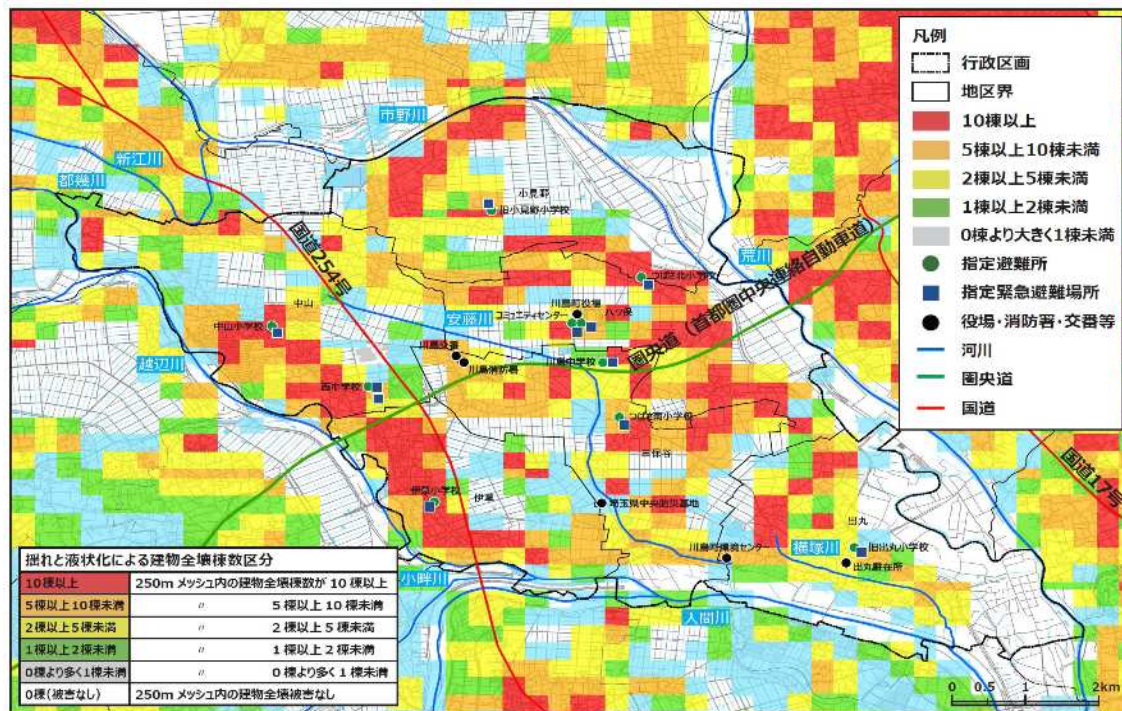 凡例
行政区画
地区界
10棟以上
5棟以上10棟未満
2棟以上5棟未満
1棟以上2棟未満
0棟より大きく1棟未満
指定避難所
指定緊急避難場所
役場・消防署・交番等
河川
圏央道
国道
市野川
新江川
都幾川
小見野
旧小見野小学校
国道254号
荒川
圏央道（首都圏中央連絡自動車道）
つばさ北小学校
中山
川島町役場
コミュニティセンター
八ツ保
安藤川
中山小学校
越辺川
川島消防署
川島中学校
西中学校
つばさ南小学校
三保谷
国道17号
伊草小学校
伊草
埼玉県中央防災基地
出丸
横塚川
旧出丸小学校
川島町環境センター
出丸駐在所
小畔川
入間川
揺れと液状化による建物全壊棟数区分
10棟以上 250mメッシュ内の建物全壊棟数が10棟以上
5棟以上10棟未満 〃 5棟以上10棟未満
2棟以上5棟未満 〃 2棟以上5棟未満
1棟以上2棟未満 〃 1棟以上2棟未満
0棟より多く1棟未満 〃 0棟より多く1棟未満
0棟(被害なし) 250mメッシュ内の建物全壊被害なし
0 0.5 1 2km